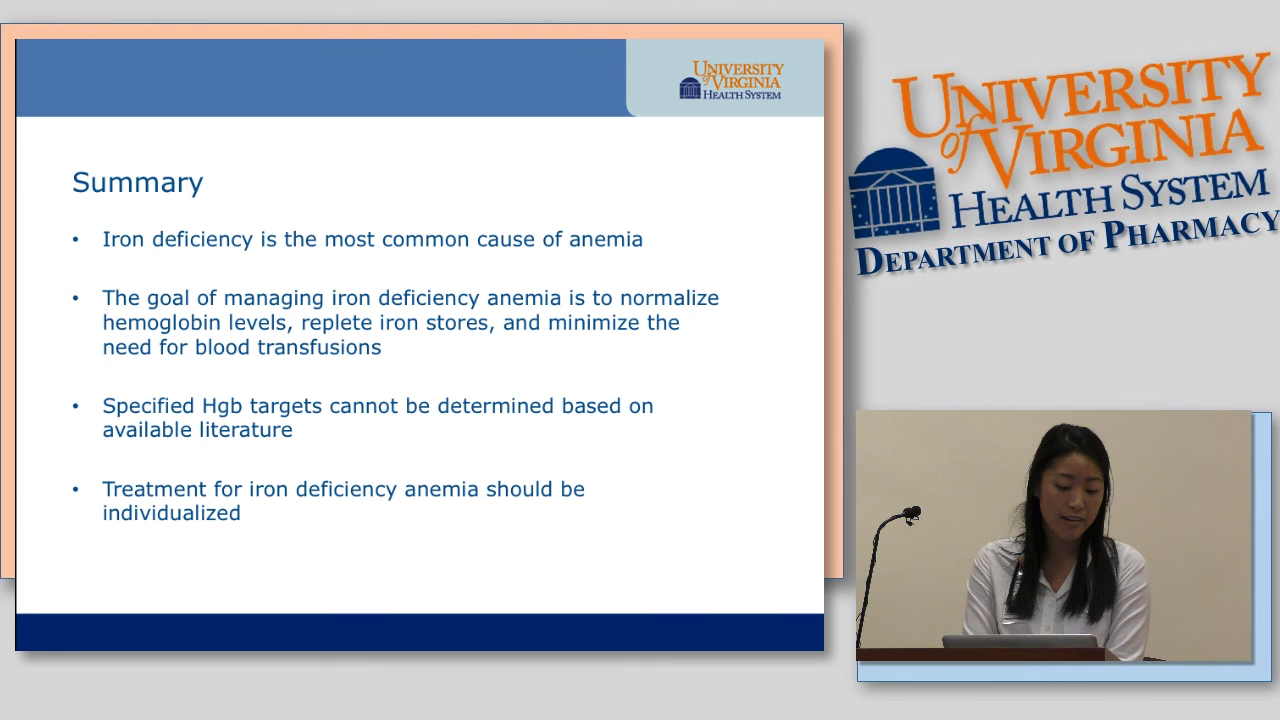 UNIVERSITY
of VIRGINIA
HEALTH SYSTEM
Summary
• Iron deficiency is the most common cause of anemia
• The goal of managing iron deficiency anemia is to normalize
hemoglobin levels, replete iron stores, and minimize the
need for blood transfusions
• Specified Hgb targets cannot be determined based on
available literature
• Treatment for iron deficiency anemia should be
individualized
UNIVERSITY
of VIRGINIA
HEALTH SYSTEM
DEPARTMENT OF PHARMACY